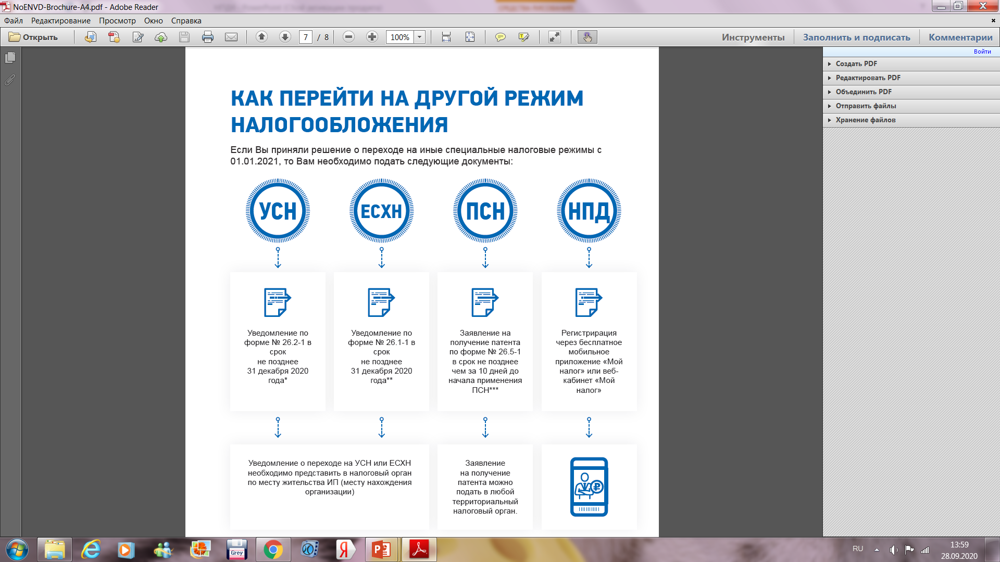 NoENVD-Brochure-A4.pdf - Adobe Reader
Файл Редактирование Просмотр Окно Справка
Открыть 7 / 8 100% Инструменты Заполнить и подписать Комментарии
Войти
Создать PDF
Редактировать PDF
Объединить PDF
Отправить файлы
Хранение файлов
КАК ПЕРЕЙТИ НА ДРУГОЙ РЕЖИМ
НАЛОГООБЛОЖЕНИЯ
Если Вы приняли решение о переходе на иные специальные налоговые режимы с
01.01.2021, то Вам необходимо подать следующие документы:
УСН
ЕСХН
ПСН
НПД
Уведомление по
форме № 26.2-1 в
срок
не позднее
31 декабря 2020
года*
Уведомление по
форме № 26.1-1 в
срок
не позднее
31 декабря 2020
года**
Заявление на
получение патента
по форме № 26.5-1
в срок не позднее
чем за 10 дней до
начала применения
ПСН***
Регистрирация
через бесплатное
мобильное
приложение «Мой
налог» или веб-
кабинет «Мой
налог»
Уведомление о переходе на УСН или ЕСХН
необходимо представить в налоговый орган
по месту жительства ИП (месту нахождения
организации)
Заявление
на получение
патента можно
подать в любой
территориальный
налоговый орган.
Grey
RU
13:59
28.09.2020